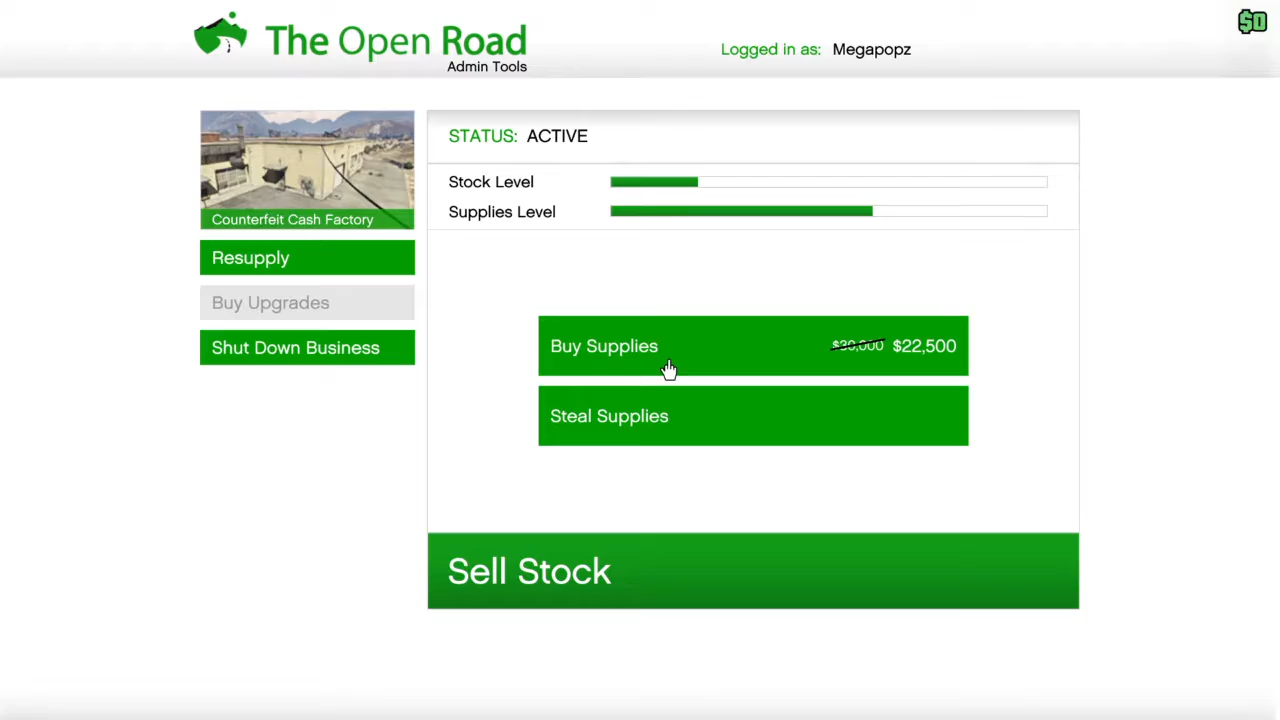 The Open Road
Admin Tools
Logged in as: Megapopz
$0
Counterfeit Cash Factory
Resupply
Buy Upgrades
Shut Down Business
STATUS: ACTIVE
Stock Level
Supplies Level
Buy Supplies $30,000 $22,500
Steal Supplies
Sell Stock